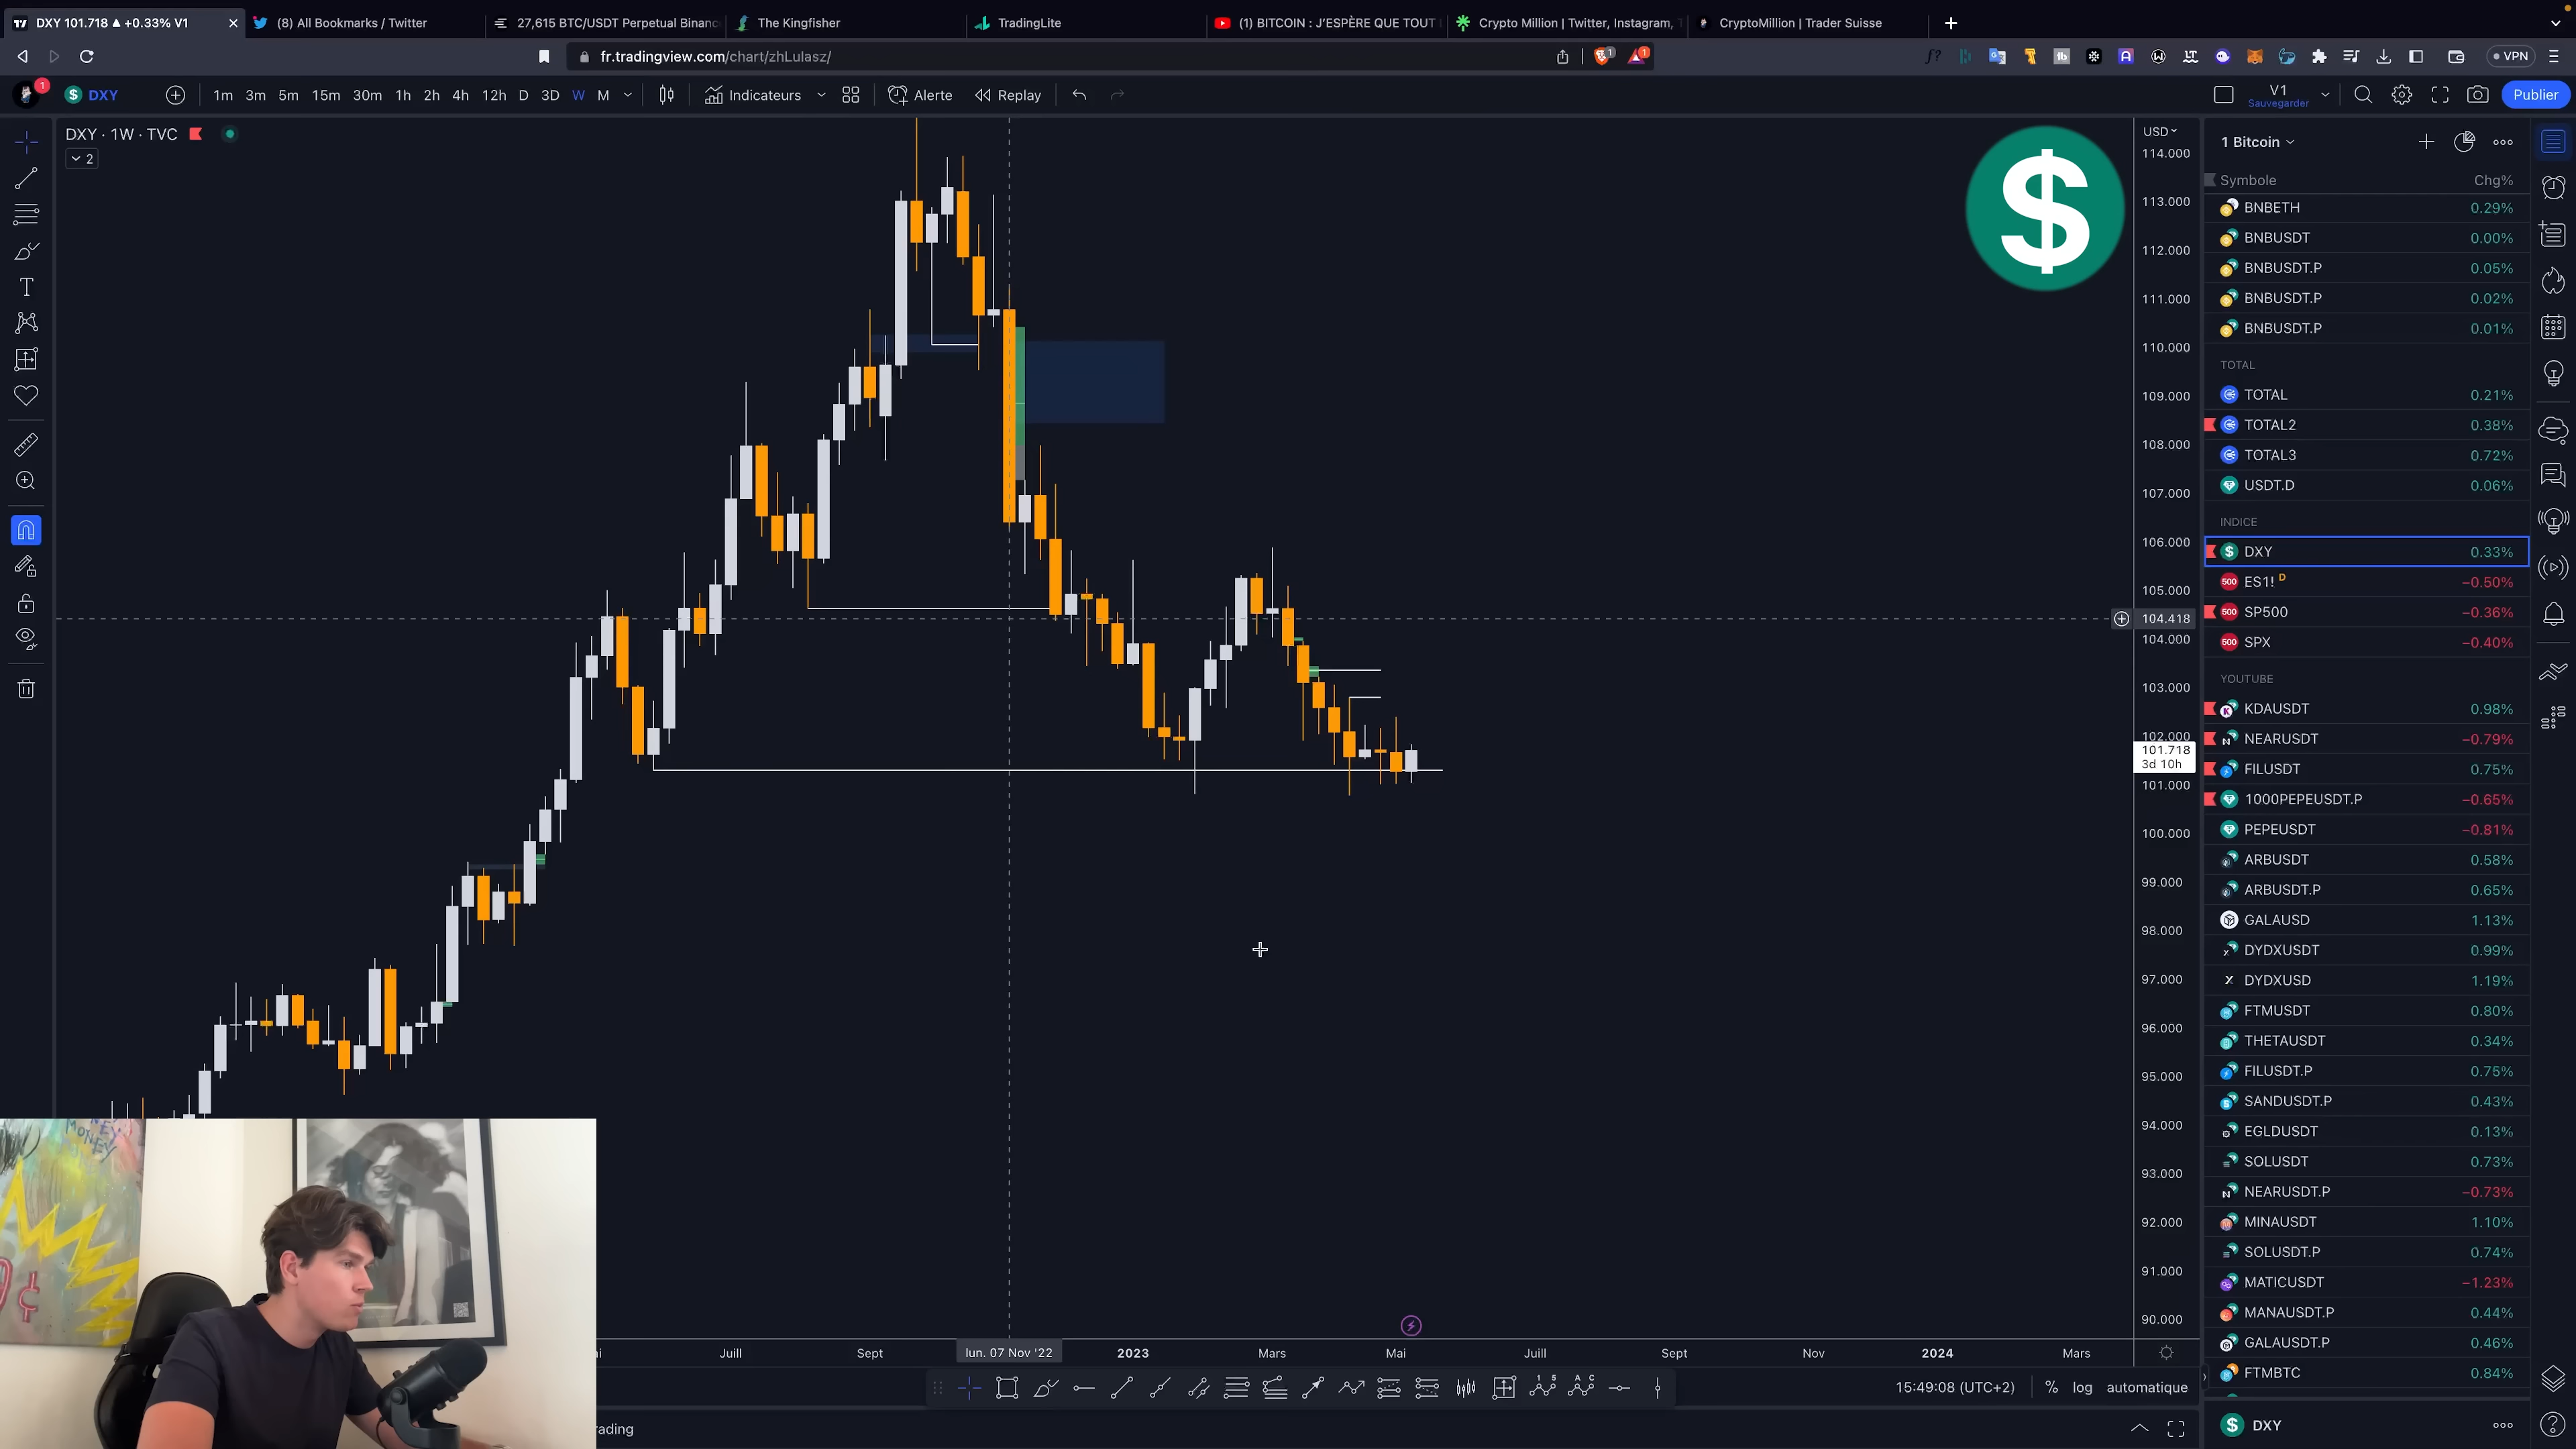 DXY 101.718 ▲ +0.33% V1
(8) All Bookmarks / Twitter
27,615 BTC/USDT Perpetual Binanc
The Kingfisher
TradingLite
(1) BITCOIN : J'ESPÈRE QUE TOUT
Crypto Million | Twitter, Instagram,
CryptoMillion | Trader Suisse
fr.tradingview.com/chart/zhLulasz/
VPN
DXY
1m 3m 5m 15m 30m 1h 2h 4h 12h D 3D W M
Indicateurs
Alerte
Replay
V1
Sauvegarder
Publier
DXY · 1W · TVC
2
USD
114.000
113.000
112.000
111.000
110.000
109.000
108.000
107.000
106.000
105.000
104.418
104.000
103.000
102.000
101.718
3d 10h
101.000
100.000
99.000
98.000
97.000
96.000
95.000
94.000
93.000
92.000
91.000
90.000
1 Bitcoin
Symbole Chg%
BNBETH 0.29%
BNBUSDT 0.00%
BNBUSDT.P 0.05%
BNBUSDT.P 0.02%
BNBUSDT.P 0.01%
TOTAL
TOTAL 0.21%
TOTAL2 0.38%
TOTAL3 0.72%
USDT.D 0.06%
INDICE
DXY 0.33%
ES1! D −0.50%
SP500 −0.36%
SPX −0.40%
YOUTUBE
KDAUSDT 0.98%
NEARUSDT −0.79%
FILUSDT 0.75%
1000PEPEUSDT.P −0.65%
PEPEUSDT −0.81%
ARBUSDT 0.58%
ARBUSDT.P 0.65%
GALAUSD 1.13%
DYDXUSDT 0.99%
DYDXUSD 1.19%
FTMUSDT 0.80%
THETAUSDT 0.34%
FILUSDT.P 0.75%
SANDUSDT.P 0.43%
EGLDUSDT 0.13%
SOLUSDT 0.73%
NEARUSDT.P −0.73%
MINAUSDT 1.10%
SOLUSDT.P 0.74%
MATICUSDT −1.23%
MANAUSDT.P 0.44%
GALAUSDT.P 0.46%
FTMBTC 0.84%
MONEY
Juill Sept lun. 07 Nov '22 2023 Mars Mai Juill Sept Nov 2024 Mars
15:49:08 (UTC+2) % log automatique
ading
DXY